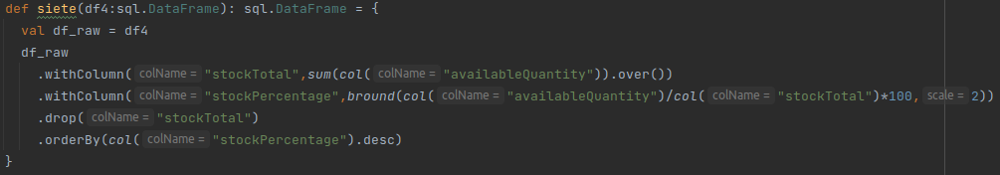 def siete(df4:sql.DataFrame): sql.DataFrame = {
  val df_raw = df4
  df_raw
    .withColumn( colName = "stockTotal",sum(col( colName = "availableQuantity")).over())
    .withColumn( colName = "stockPercentage",bround(col( colName = "availableQuantity")/col( colName = "stockTotal")*100, scale = 2))
    .drop( colName = "stockTotal")
    .orderBy(col( colName = "stockPercentage").desc)
}